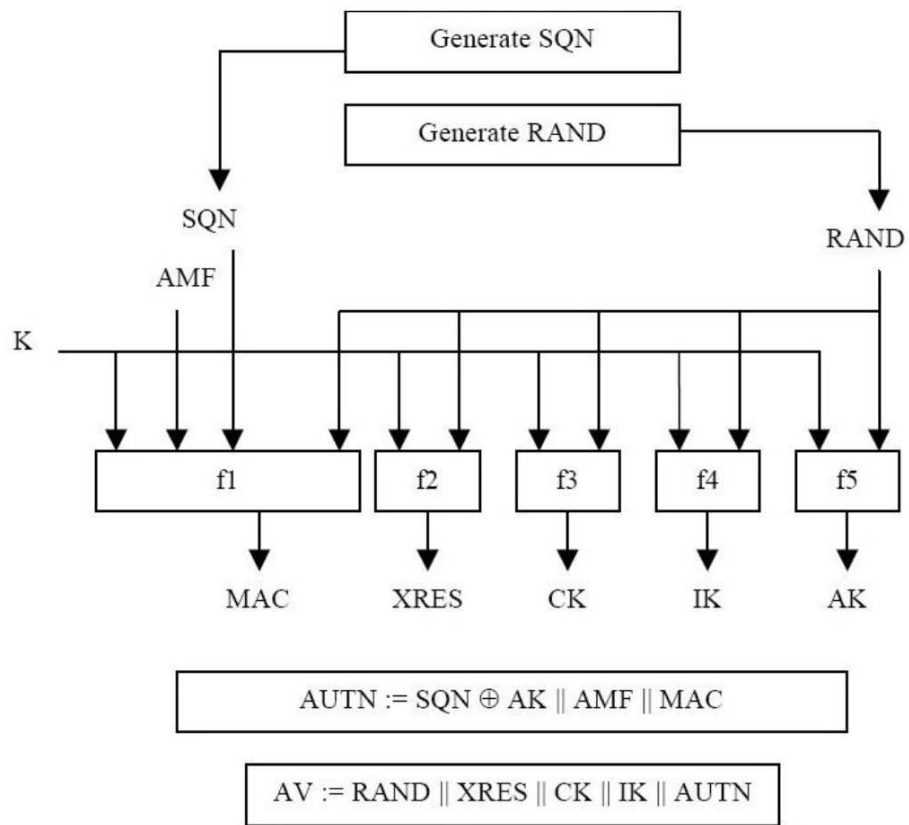 Generate SQN
Generate RAND
SQN
RAND
AMF
K
f1
f2
f3
f4
f5
MAC
XRES
CK
IK
AK
AUTN := SQN ⊕ AK || AMF || MAC
AV := RAND || XRES || CK || IK || AUTN